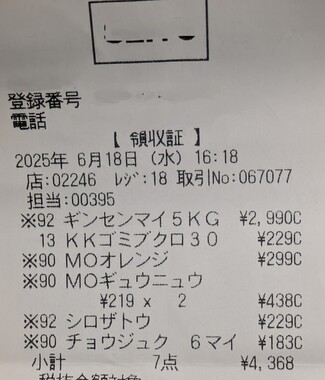 登録番号
電話
【 領収証 】
2025年 6月18日（水）16:18
店:02246 ﾚｼﾞ:18 取引No:067077
担当:00395
※92 ギンセンマイ5KG ¥2,990C
13 KKゴミブクロ30 ¥229C
※90 MOオレンジ ¥299C
※90 MOギュウニュウ
¥219 x 2 ¥438C
※92 シロザトウ ¥229C
※90 チョウジュク 6マイ ¥183C
小計 7点 ¥4,368